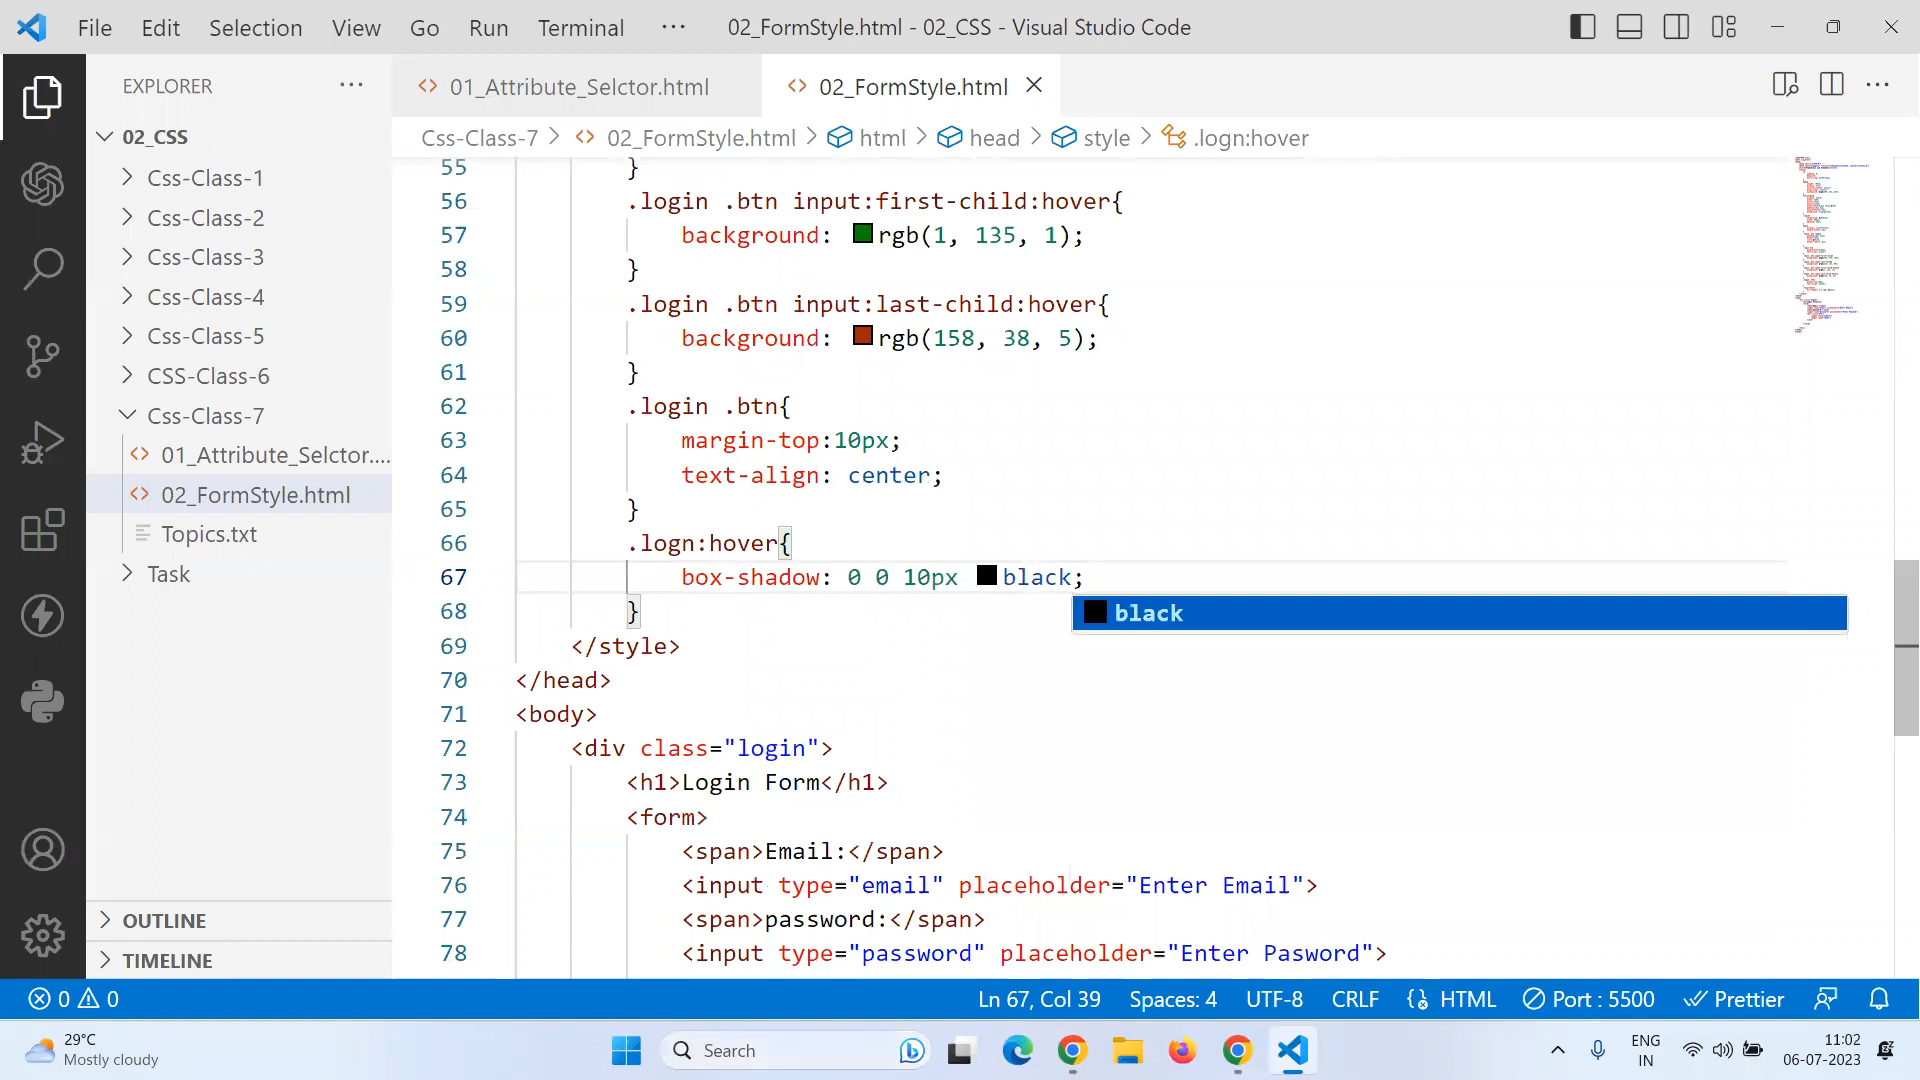 File Edit Selection View Go Run Terminal ··· 02_FormStyle.html - 02_CSS - Visual Studio Code
EXPLORER ···
01_Attribute_Selctor.html
02_FormStyle.html
02_CSS
Css-Class-1
Css-Class-2
Css-Class-3
Css-Class-4
Css-Class-5
CSS-Class-6
Css-Class-7
01_Attribute_Selctor....
02_FormStyle.html
Topics.txt
Task
OUTLINE
TIMELINE
Css-Class-7 > 02_FormStyle.html > html > head > style > .logn:hover
55 }
56 .login .btn input:first-child:hover{
57 background: rgb(1, 135, 1);
58 }
59 .login .btn input:last-child:hover{
60 background: rgb(158, 38, 5);
61 }
62 .login .btn{
63 margin-top:10px;
64 text-align: center;
65 }
66 .logn:hover{
67 box-shadow: 0 0 10px black;
black
68 }
69 </style>
70 </head>
71 <body>
72 <div class="login">
73 <h1>Login Form</h1>
74 <form>
75 <span>Email:</span>
76 <input type="email" placeholder="Enter Email">
77 <span>password:</span>
78 <input type="password" placeholder="Enter Pasword">
0 0 Ln 67, Col 39 Spaces: 4 UTF-8 CRLF HTML Port : 5500 Prettier
29°C
Mostly cloudy
Search
ENG
IN
11:02
06-07-2023